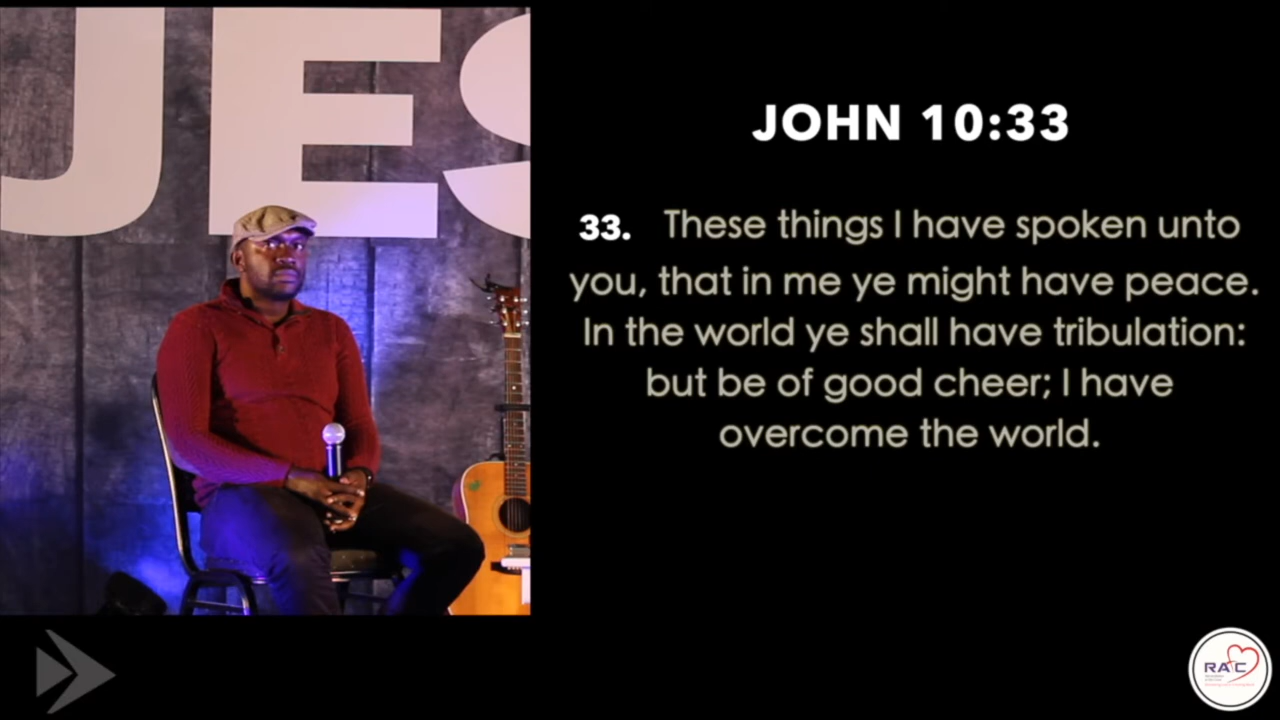 JES
JOHN 10:33
33. These things I have spoken unto
you, that in me ye might have peace.
In the world ye shall have tribulation:
but be of good cheer; I have
overcome the world.
RAC